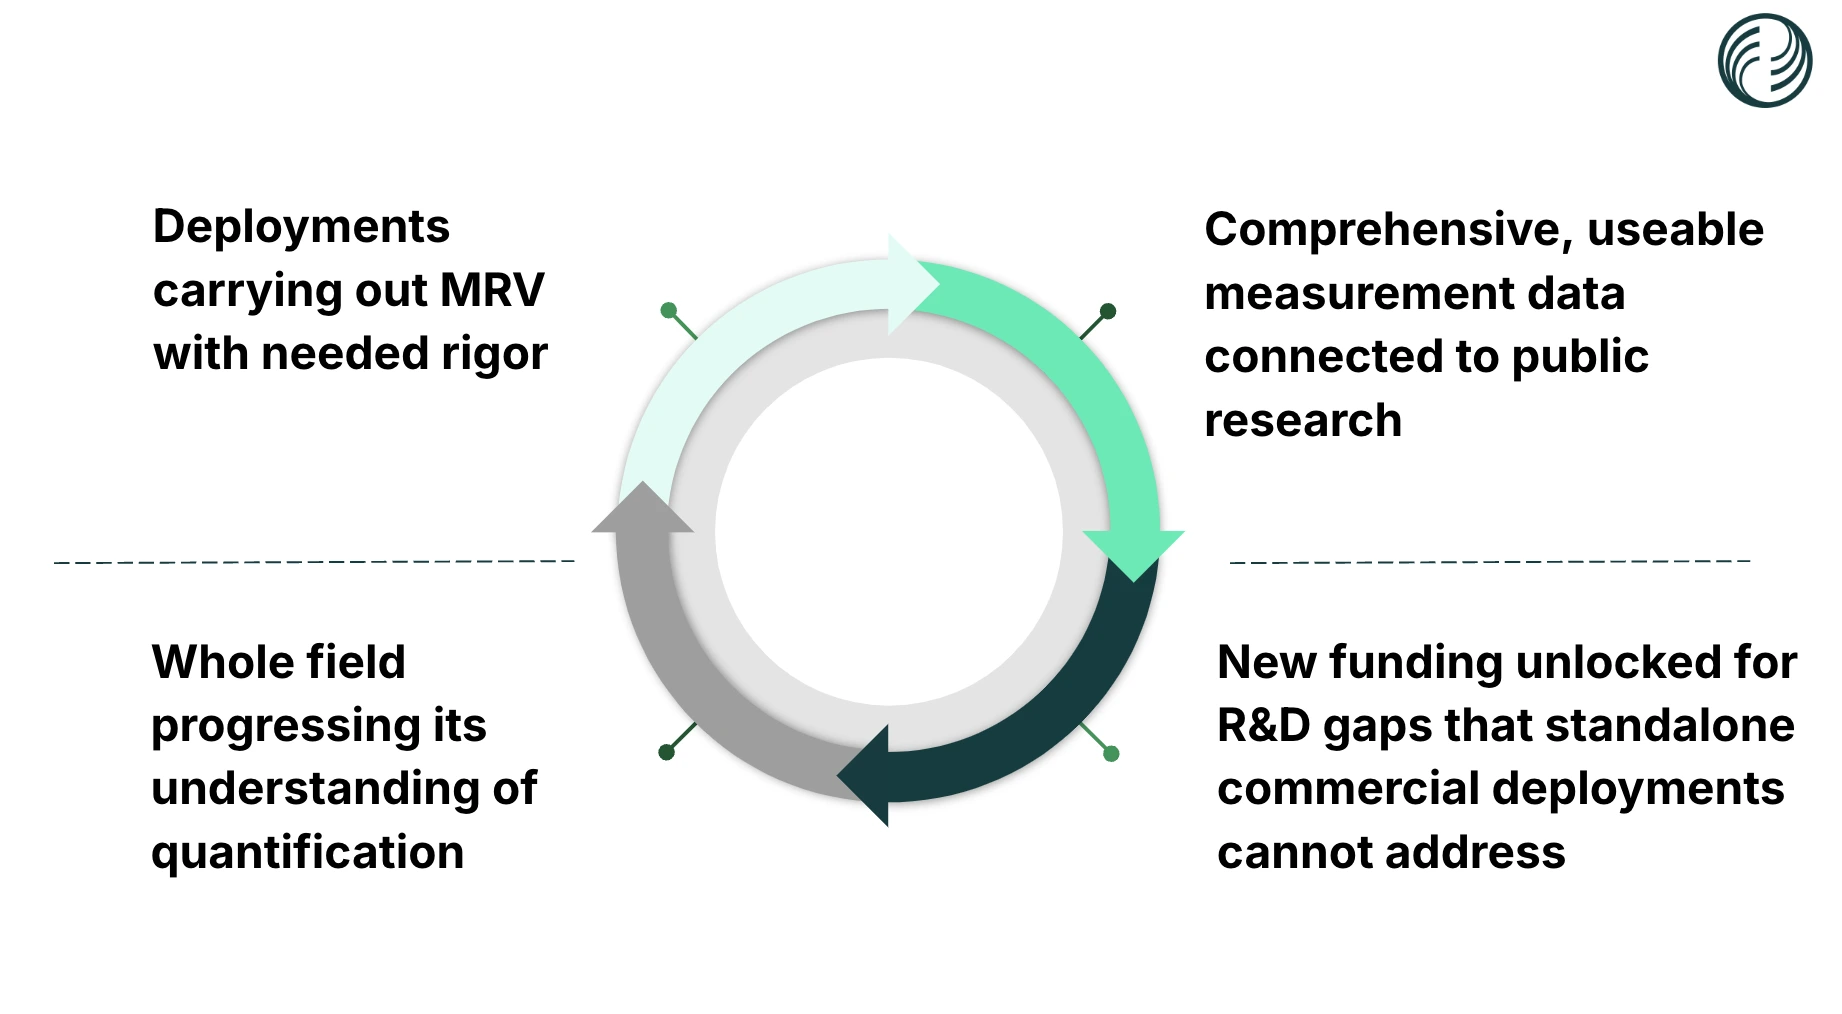 Deployments
carrying out MRV
with needed rigor
Comprehensive, useable
measurement data
connected to public
research
Whole field
progressing its
understanding of
quantification
New funding unlocked for
R&D gaps that standalone
commercial deployments
cannot address